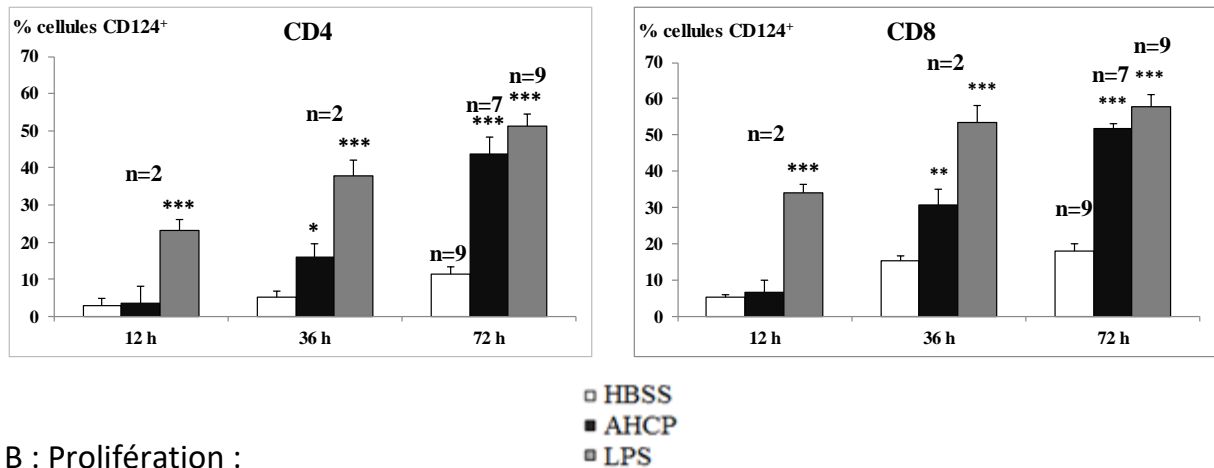 % cellules CD124+
CD4
70
60
50
40
30
20
10
0
n=2
***
n=2
*
***
n=9
n=7
***
n=9
***
12 h
36 h
72 h
% cellules CD124+
CD8
70
60
50
40
30
20
10
0
n=2
***
n=2
**
***
n=9
n=7
***
n=9
***
12 h
36 h
72 h
HBSS
AHCP
LPS
B : Prolifération :